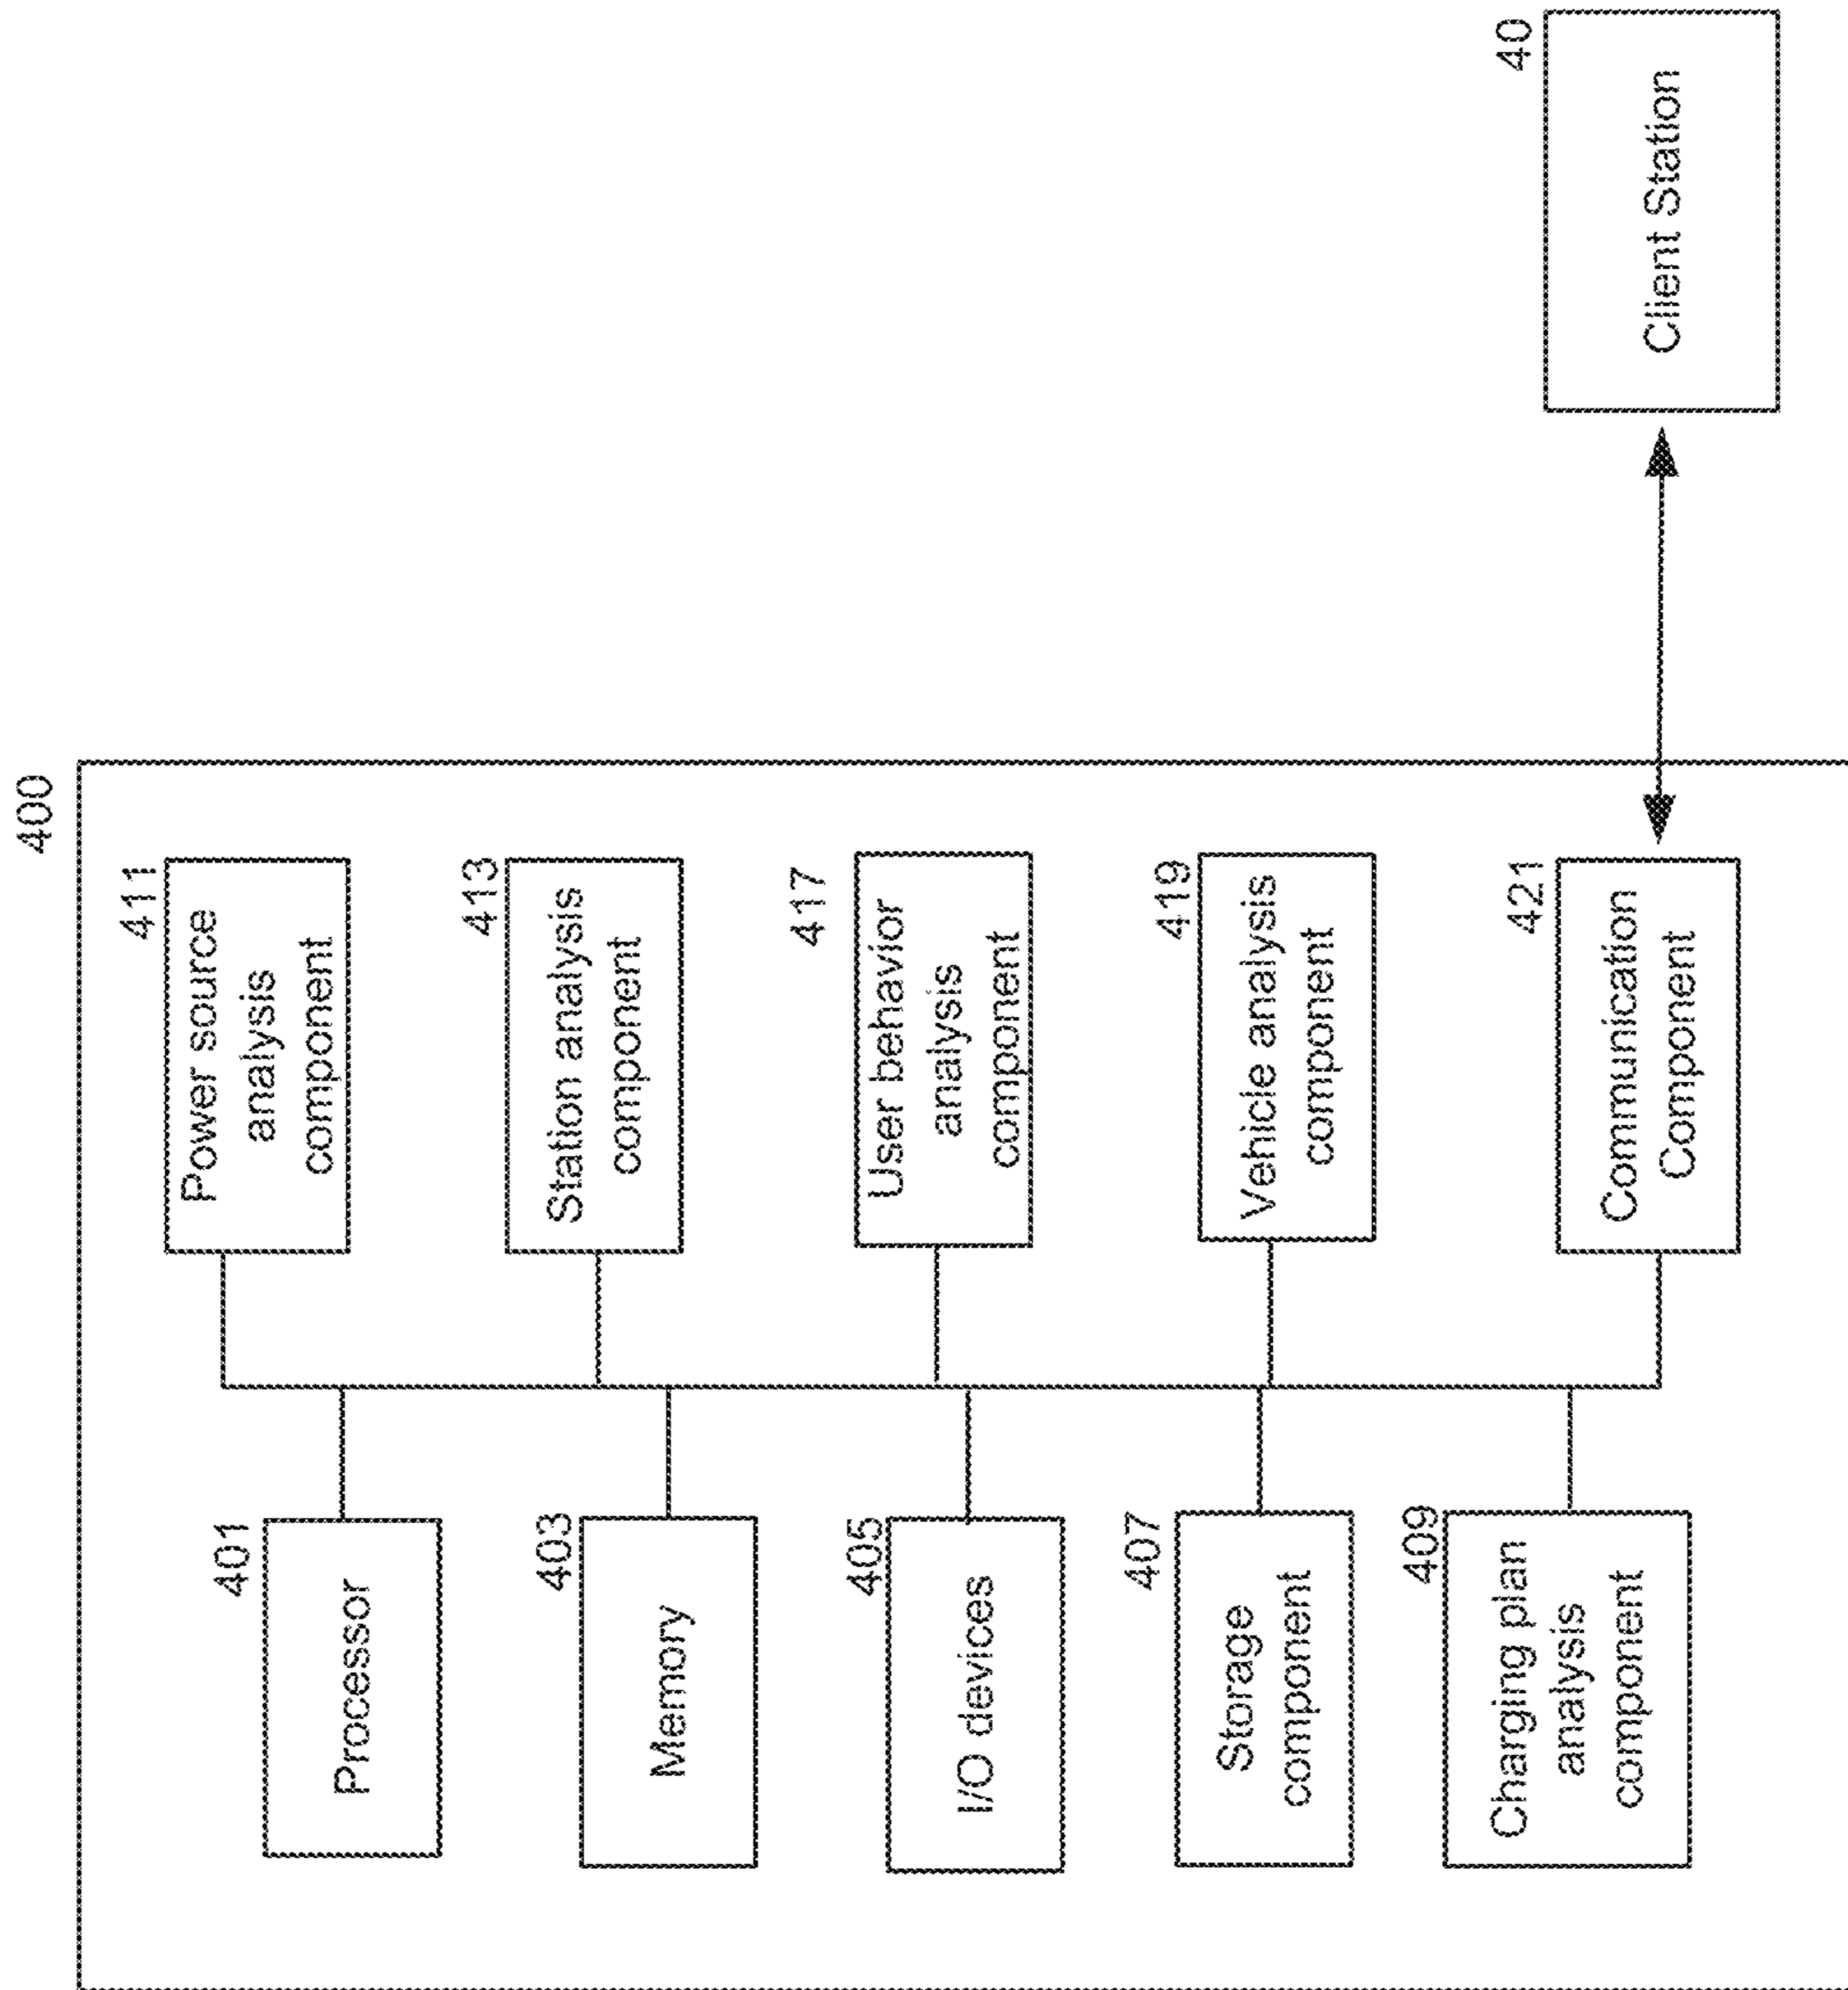 400
401
Processor
403
Memory
405
I/O devices
407
Storage
component
409
Charging plan
analysis
component
411
Power source
analysis
component
413
Station analysis
component
417
User behavior
analysis
component
419
Vehicle analysis
component
421
Communication
Component
40
Client Station